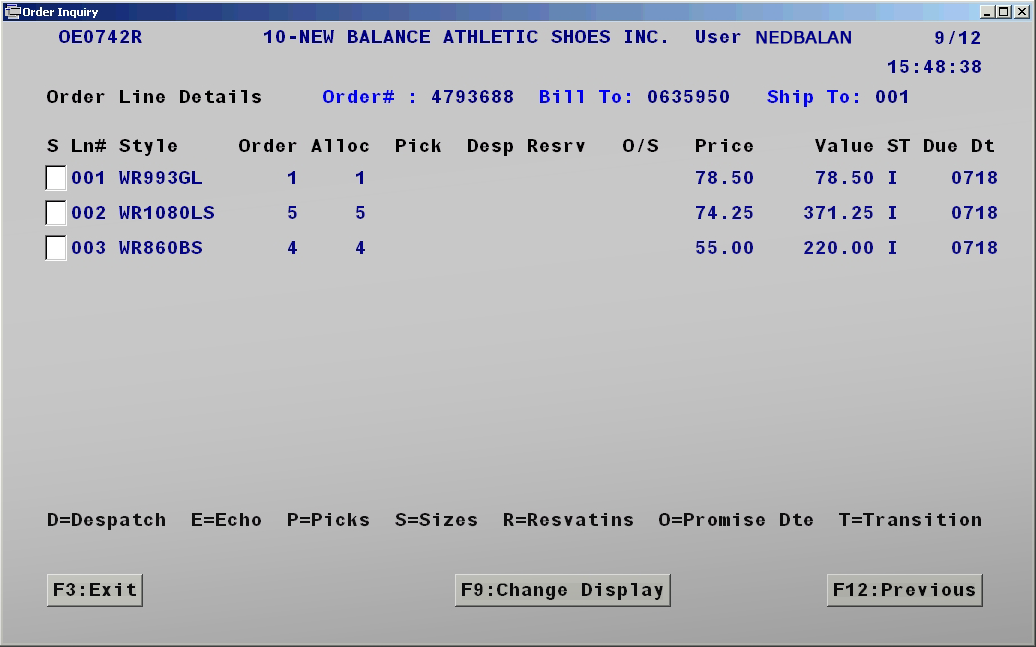 Order Inquiry
OE0742R 10-NEW BALANCE ATHLETIC SHOES INC. User NEDBALAN 9/12
15:48:38
Order Line Details Order# : 4793688 Bill To: 0635950 Ship To: 001
S Ln# Style Order Alloc Pick Desp Resrv O/S Price Value ST Due Dt
001 WR993GL 1 1 78.50 78.50 I 0718
002 WR1080LS 5 5 74.25 371.25 I 0718
003 WR860BS 4 4 55.00 220.00 I 0718
D=Despatch E=Echo P=Picks S=Sizes R=Resvatins O=Promise Dte T=Transition
F3:Exit F9:Change Display F12:Previous